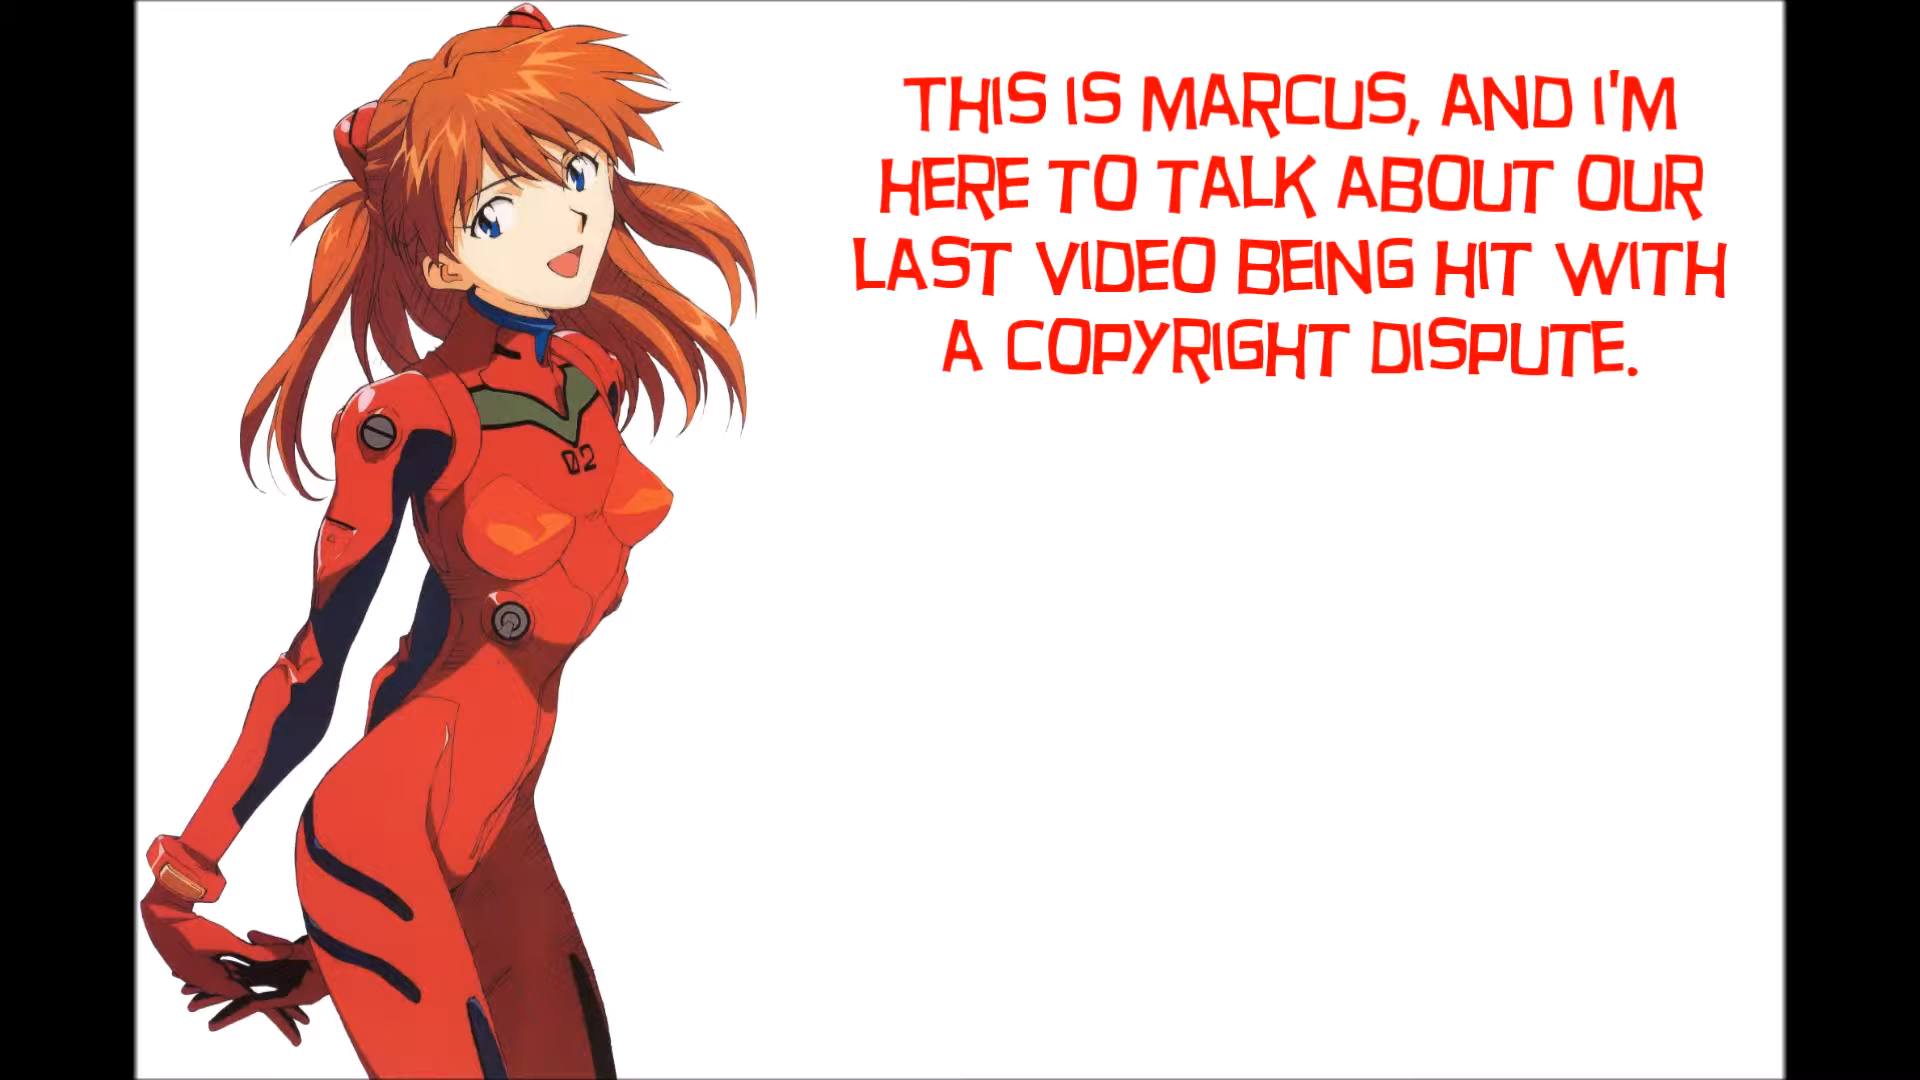 THIS IS MARCUS, AND I'M
HERE TO TALK ABOUT OUR
LAST VIDEO BEING HIT WITH
A COPYRIGHT DISPUTE.
02